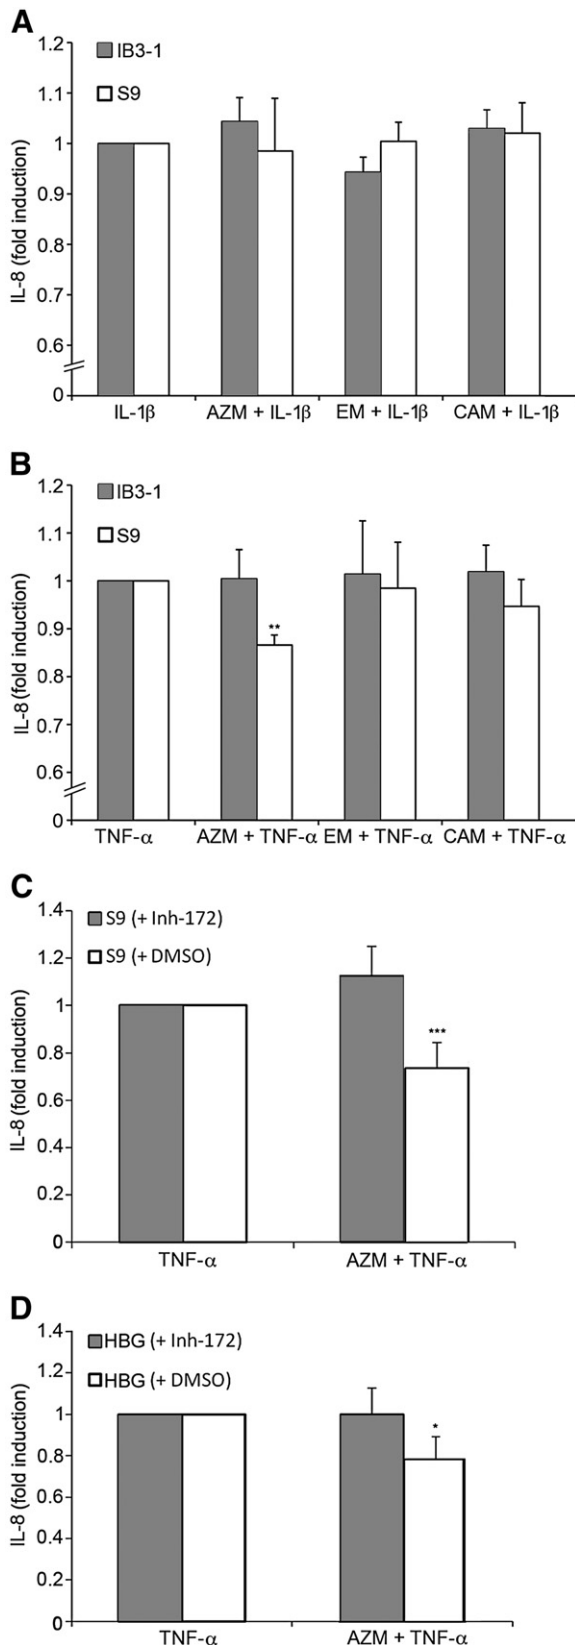 A
1.2
IB3-1
1.1
S9
1
0.9
0.8
0.7
0.6
0
IL-8 (fold induction)
IL-1β AZM + IL-1β EM + IL-1β CAM + IL-1β
B
1.2
IB3-1
1.1
S9
1
0.9
**
0.8
0.7
0.6
0
IL-8 (fold induction)
TNF-α AZM + TNF-α EM + TNF-α CAM + TNF-α
C
1.4
S9 (+ Inh-172)
1.2
S9 (+ DMSO)
1
***
0.8
0.6
0.4
0.2
0
IL-8 (fold induction)
TNF-α AZM + TNF-α
D
1.4
HBG (+ Inh-172)
1.2
HBG (+ DMSO)
1
*
0.8
0.6
0.4
0.2
0
IL-8 (fold induction)
TNF-α AZM + TNF-α